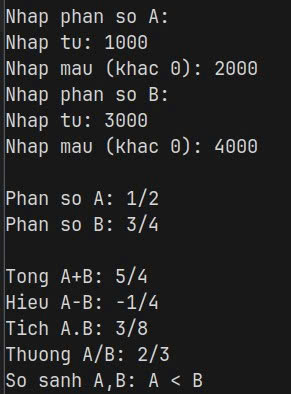 Nhap phan so A:
Nhap tu: 1000
Nhap mau (khac 0): 2000
Nhap phan so B:
Nhap tu: 3000
Nhap mau (khac 0): 4000
Phan so A: 1/2
Phan so B: 3/4
Tong A+B: 5/4
Hieu A-B: -1/4
Tich A.B: 3/8
Thuong A/B: 2/3
So sanh A,B: A < B